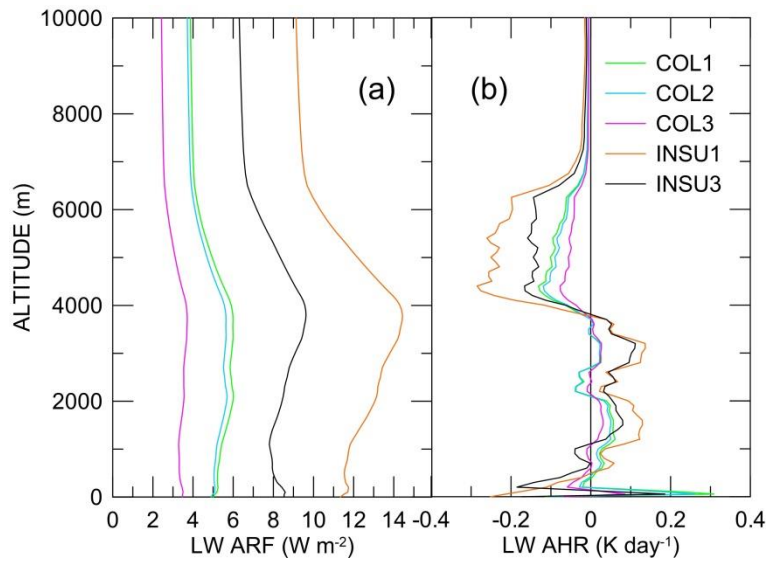 10000
8000
6000
4000
2000
0
ALTITUDE (m)
(a)
(b)
COL1
COL2
COL3
INSU1
INSU3
0 2 4 6 8 10 12 14
-0.4 -0.2 0 0.2 0.4
LW ARF (W m-2)
LW AHR (K day-1)